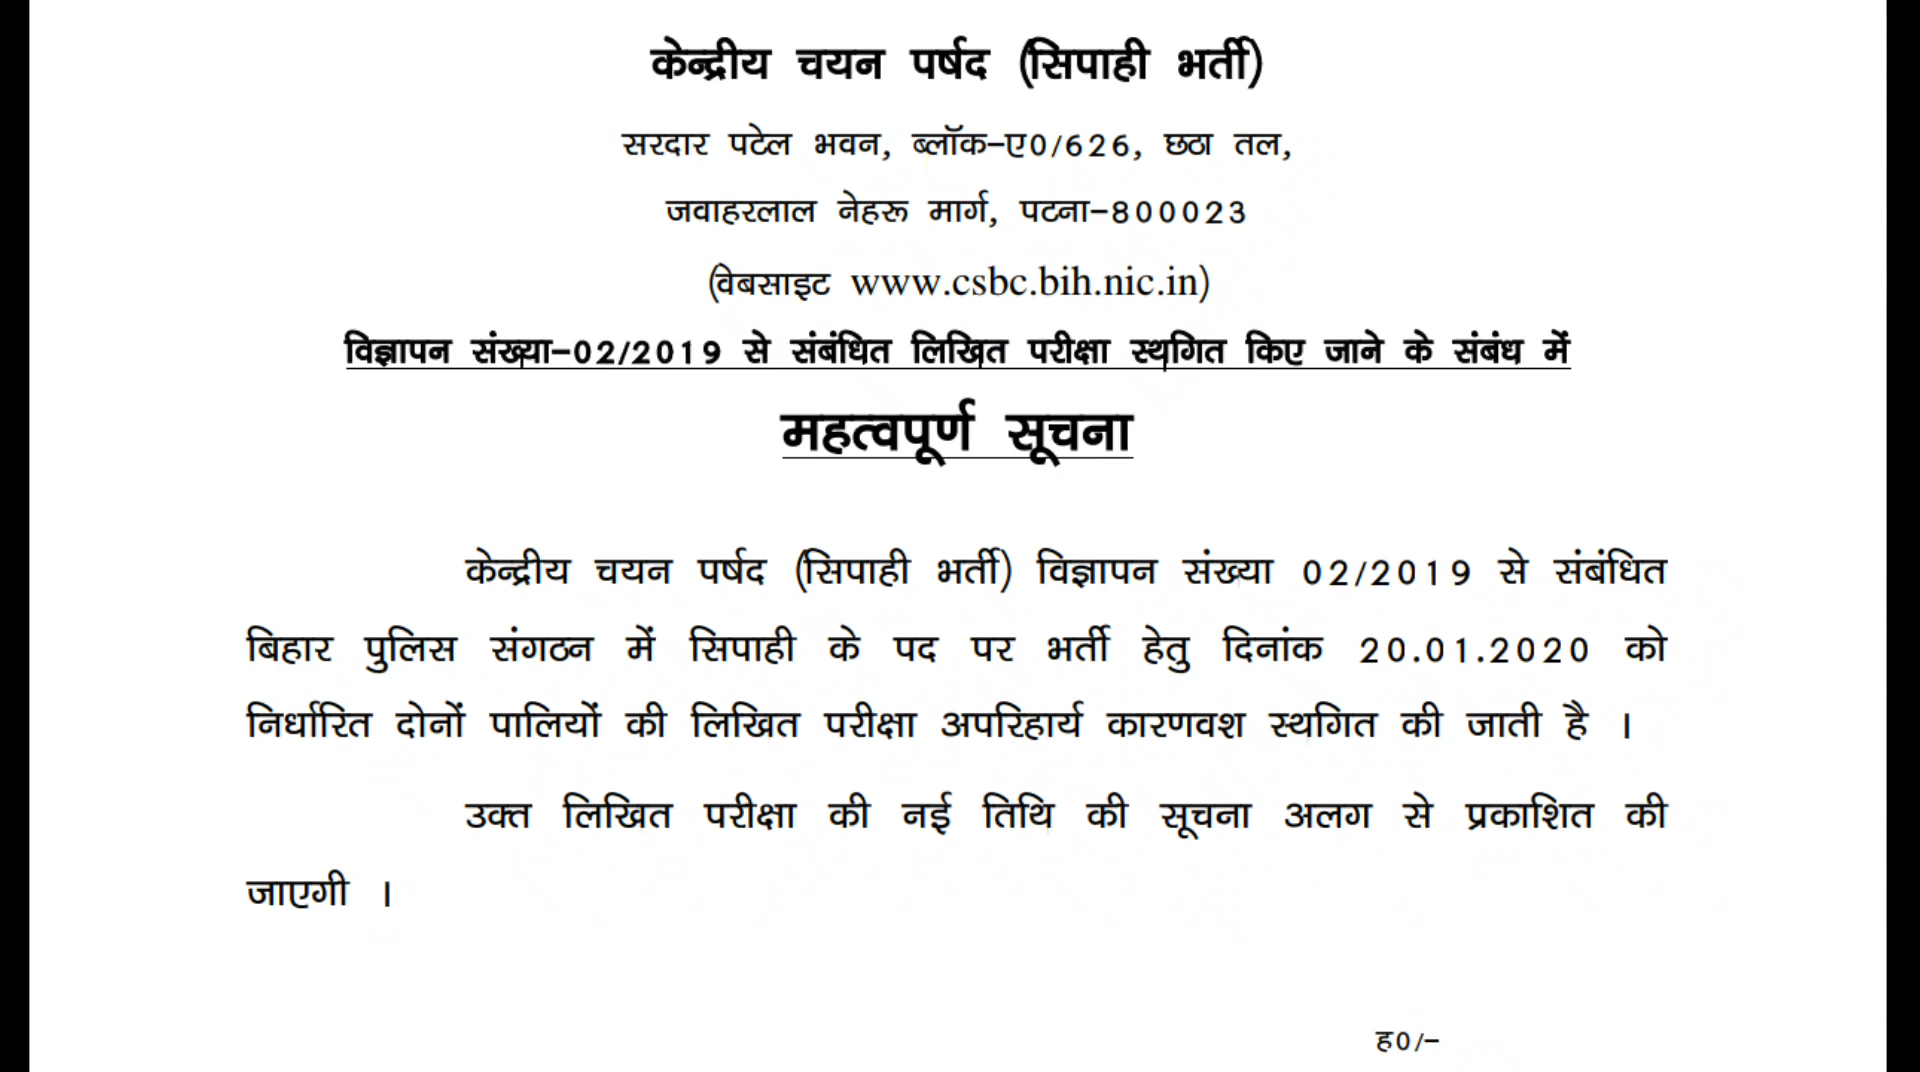 केन्द्रीय चयन पर्षद (सिपाही भर्ती)
सरदार पटेल भवन, ब्लॉक-ए0/626, छठा तल,
जवाहरलाल नेहरू मार्ग, पटना-800023
(वेबसाइट www.csbc.bih.nic.in)
विज्ञापन संख्या-02/2019 से संबंधित लिखित परीक्षा स्थगित किए जाने के संबंध में
महत्वपूर्ण सूचना
केन्द्रीय चयन पर्षद (सिपाही भर्ती) विज्ञापन संख्या 02/2019 से संबंधित
बिहार पुलिस संगठन में सिपाही के पद पर भर्ती हेतु दिनांक 20.01.2020 को
निर्धारित दोनों पालियों की लिखित परीक्षा अपरिहार्य कारणवश स्थगित की जाती है ।
उक्त लिखित परीक्षा की नई तिथि की सूचना अलग से प्रकाशित की
जाएगी ।
ह0/-